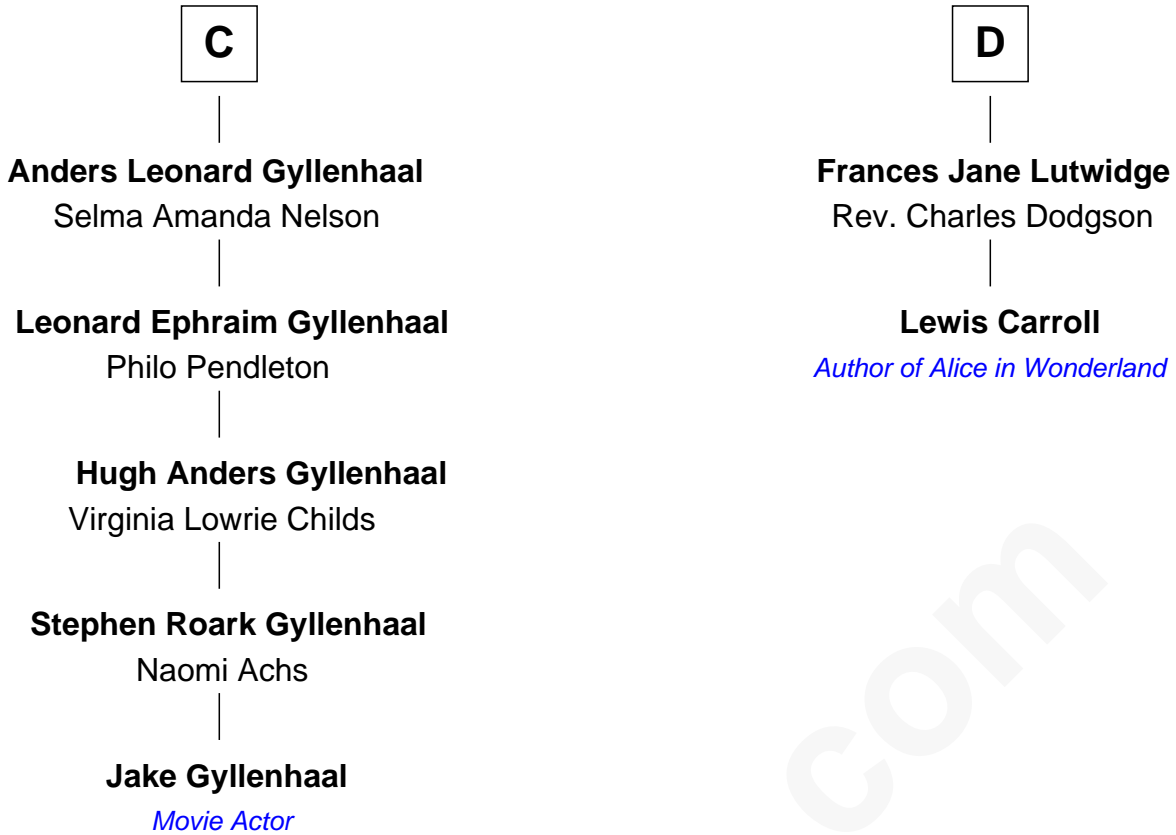 C
Anders Leonard Gyllenhaal
Selma Amanda Nelson
Leonard Ephraim Gyllenhaal
Philo Pendleton
Hugh Anders Gyllenhaal
Virginia Lowrie Childs
Stephen Roark Gyllenhaal
Naomi Achs
Jake Gyllenhaal
Movie Actor
D
Frances Jane Lutwidge
Rev. Charles Dodgson
Lewis Carroll
Author of Alice in Wonderland
com